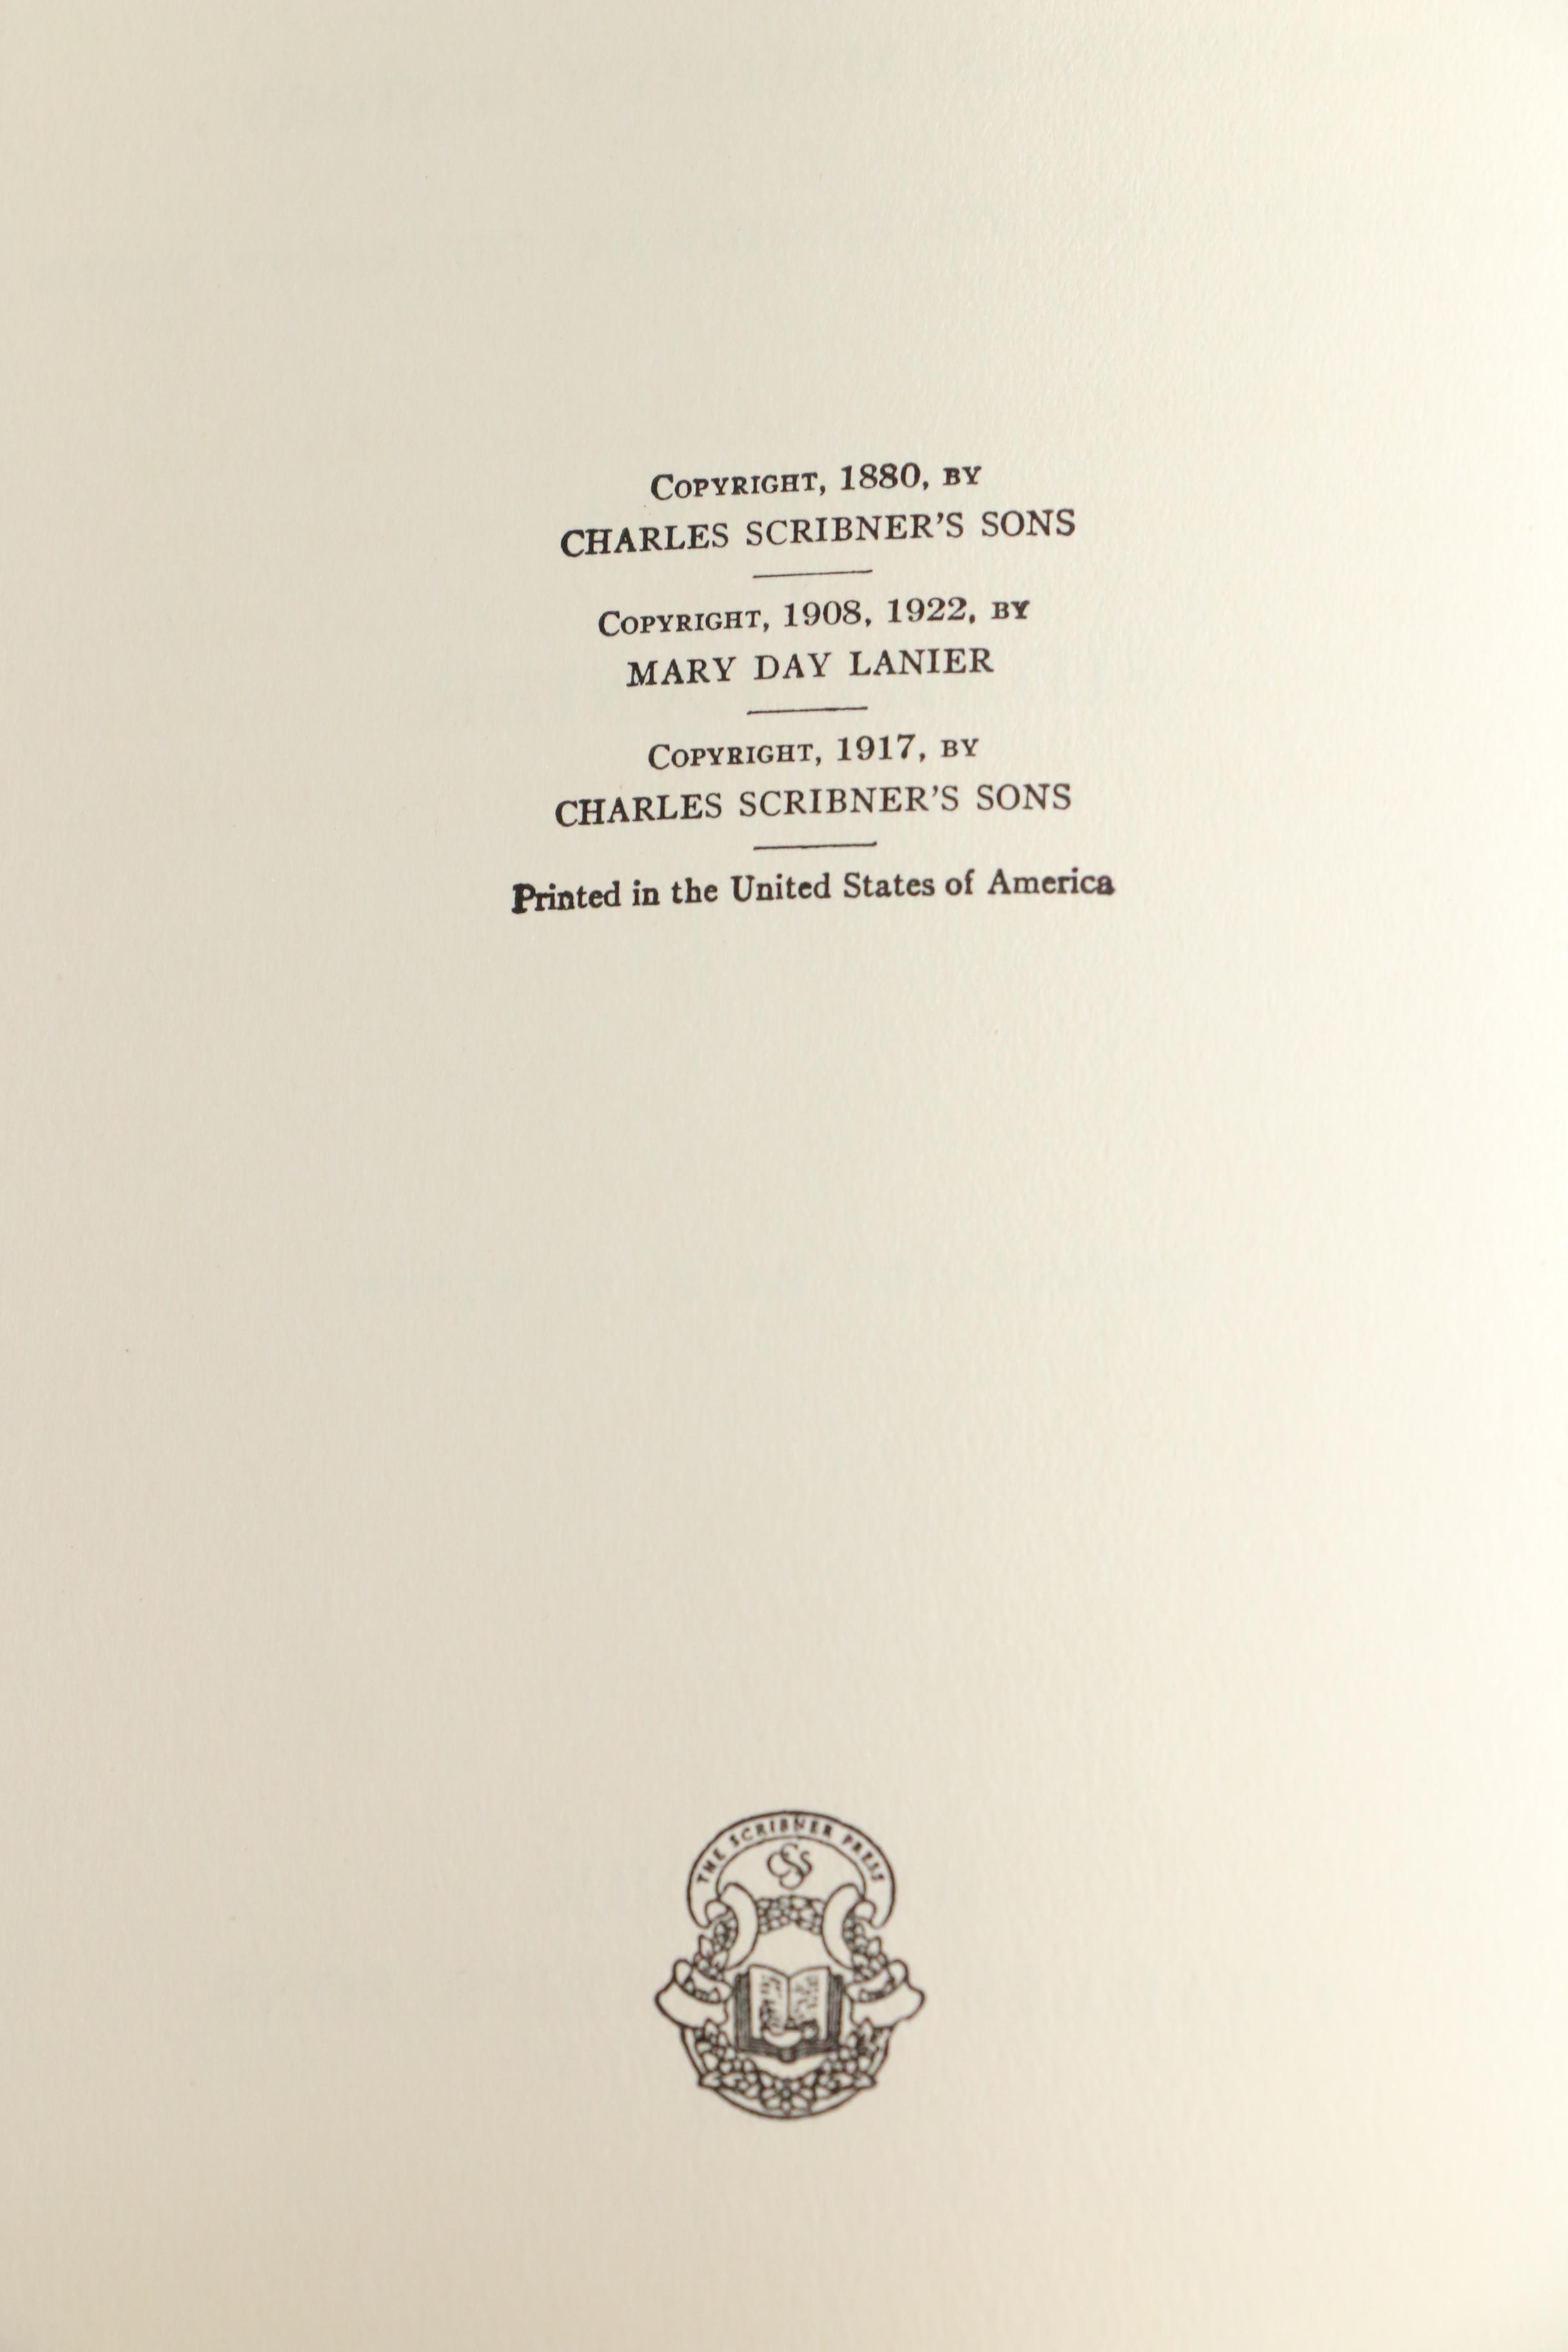 COPYRIGHT, 1880, BY
CHARLES SCRIBNER'S SONS
COPYRIGHT, 1908, 1922, BY
MARY DAY LANIER
COPYRIGHT, 1917, BY
CHARLES SCRIBNER'S SONS
Printed in the United States of America
THE SCRIBNER PRESS
CSS